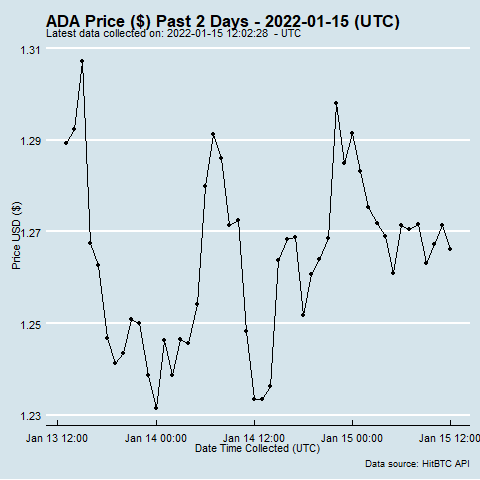 ADA Price ($) Past 2 Days - 2022-01-15 (UTC)
Latest data collected on: 2022-01-15 12:02:28 - UTC
1.31
1.29
1.27
1.25
1.23
Price USD ($)
Jan 13 12:00 Jan 14 00:00 Jan 14 12:00 Jan 15 00:00 Jan 15 12:00
Date Time Collected (UTC)
Data source: HitBTC API